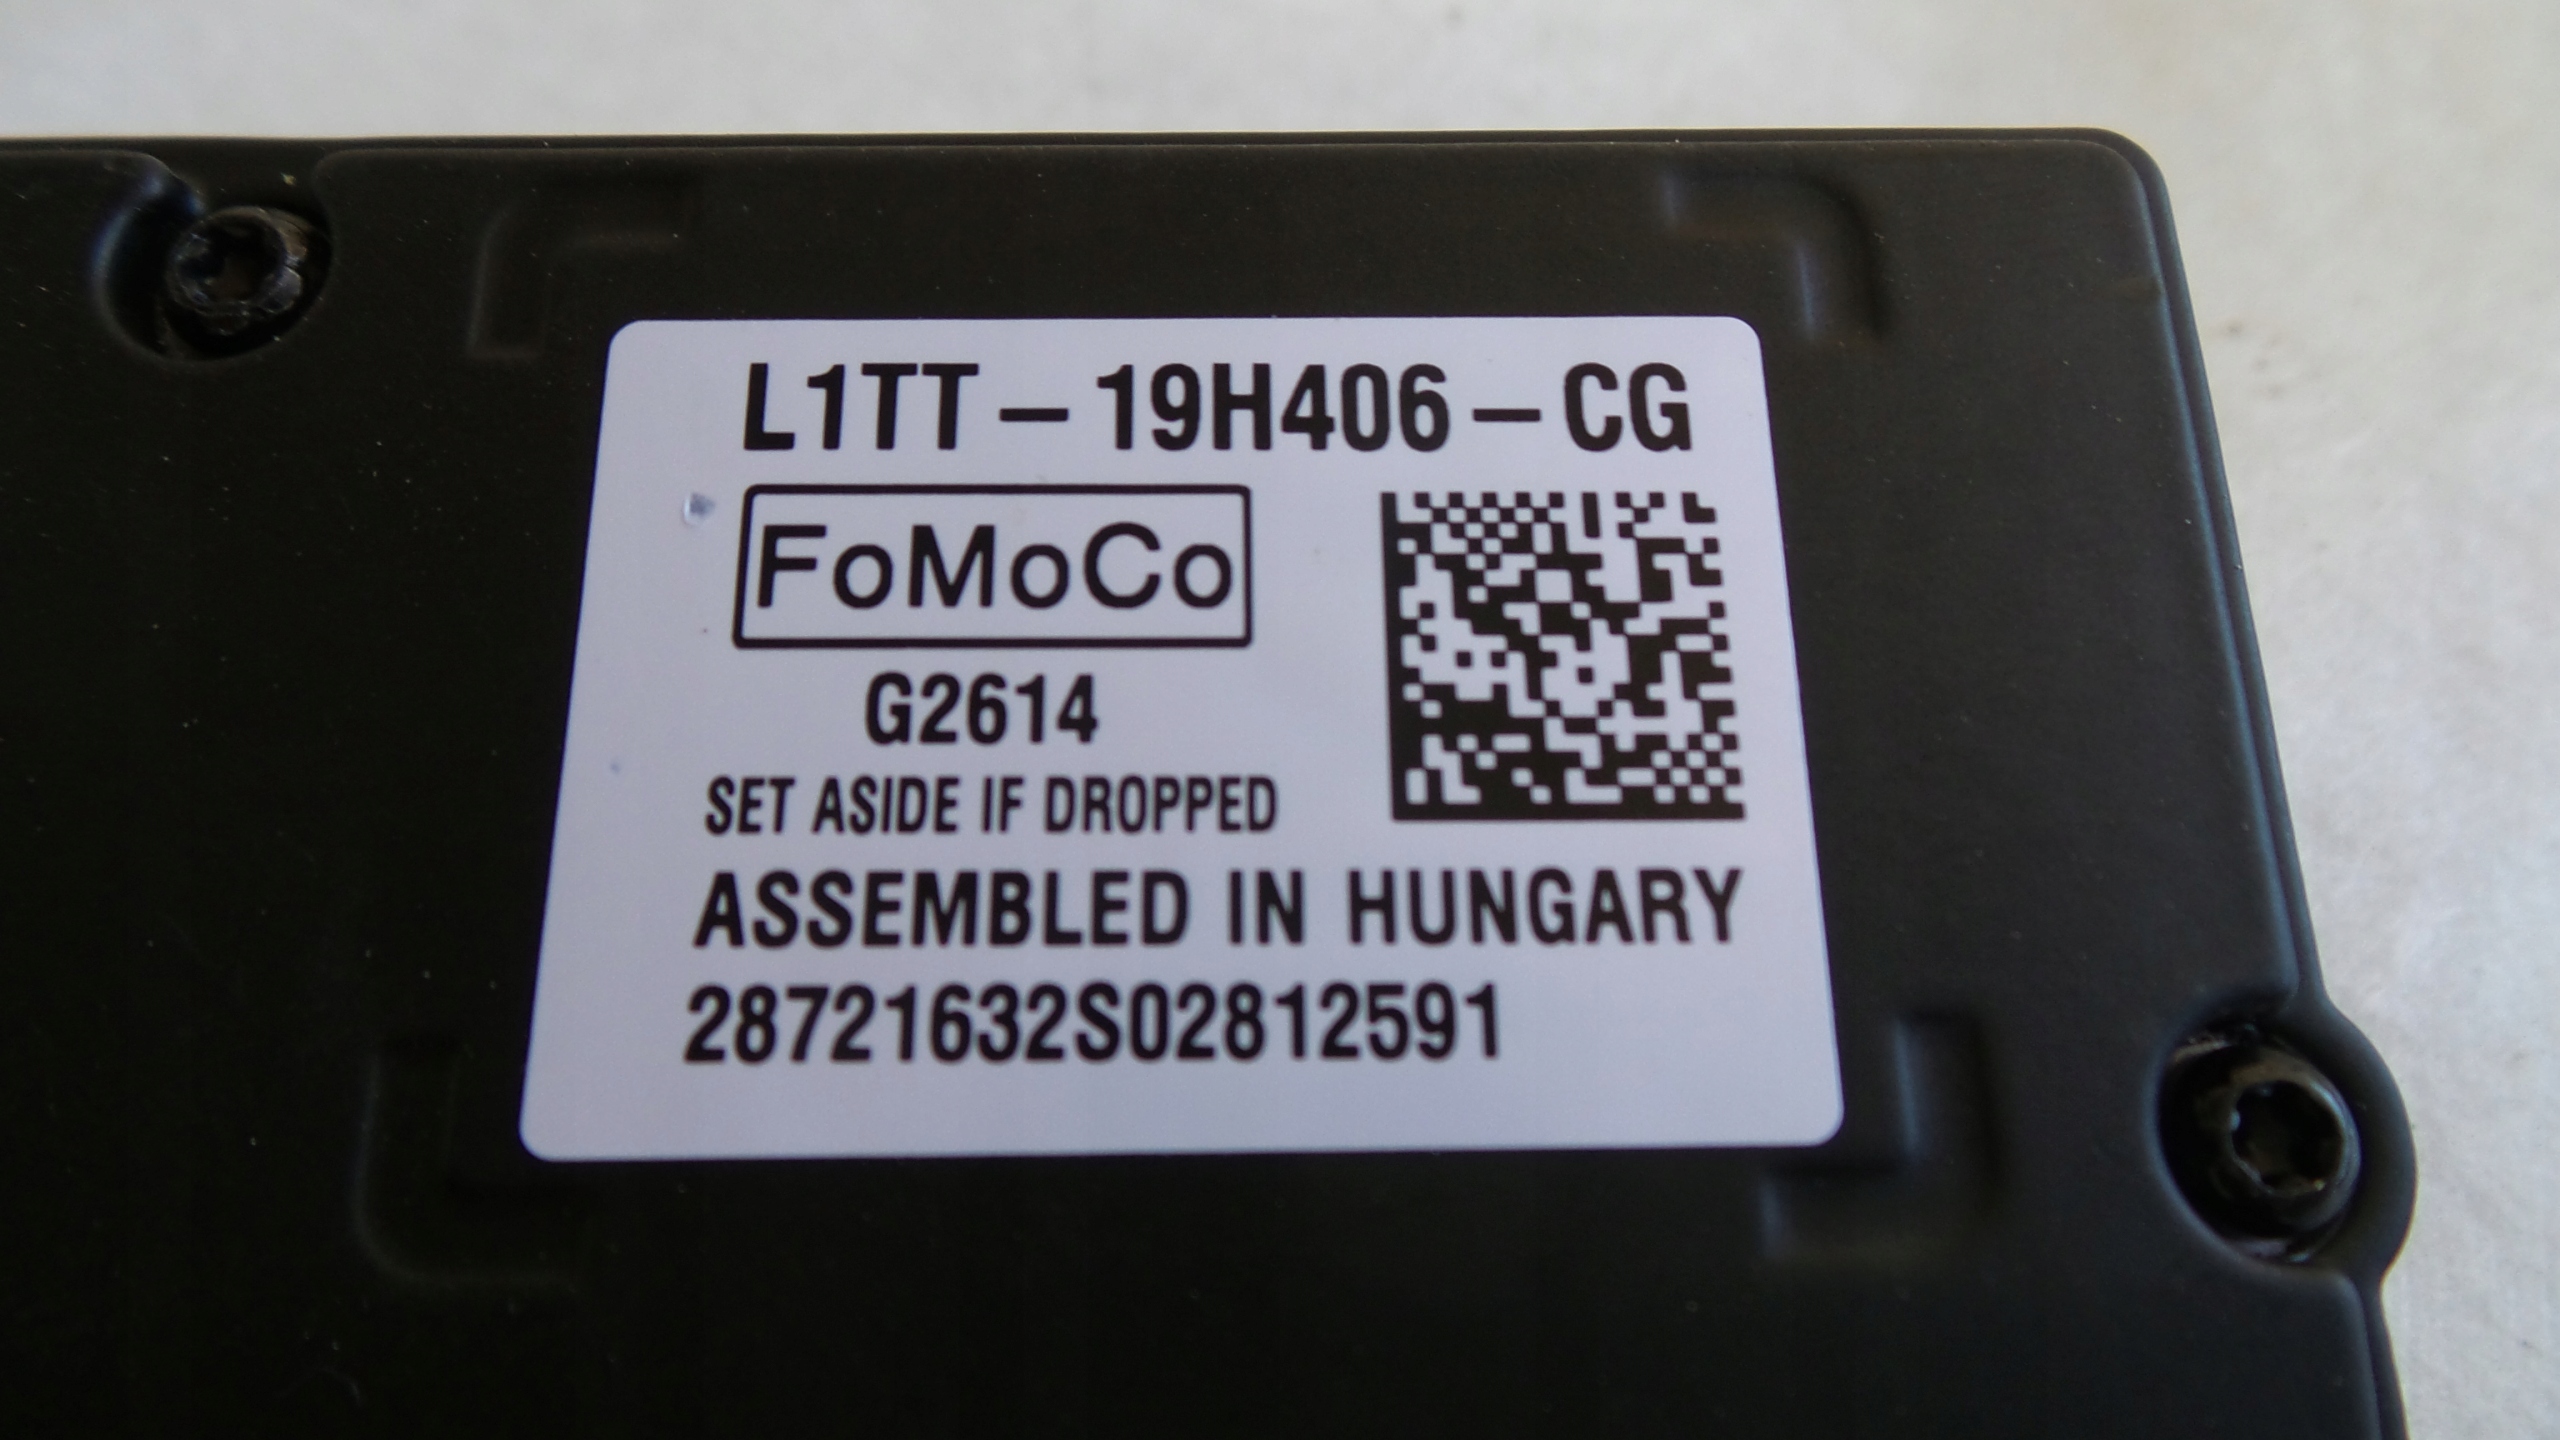 L1TT-19H406-CG
FoMoCo
G2614
SET ASIDE IF DROPPED
ASSEMBLED IN HUNGARY
28721632S02812591